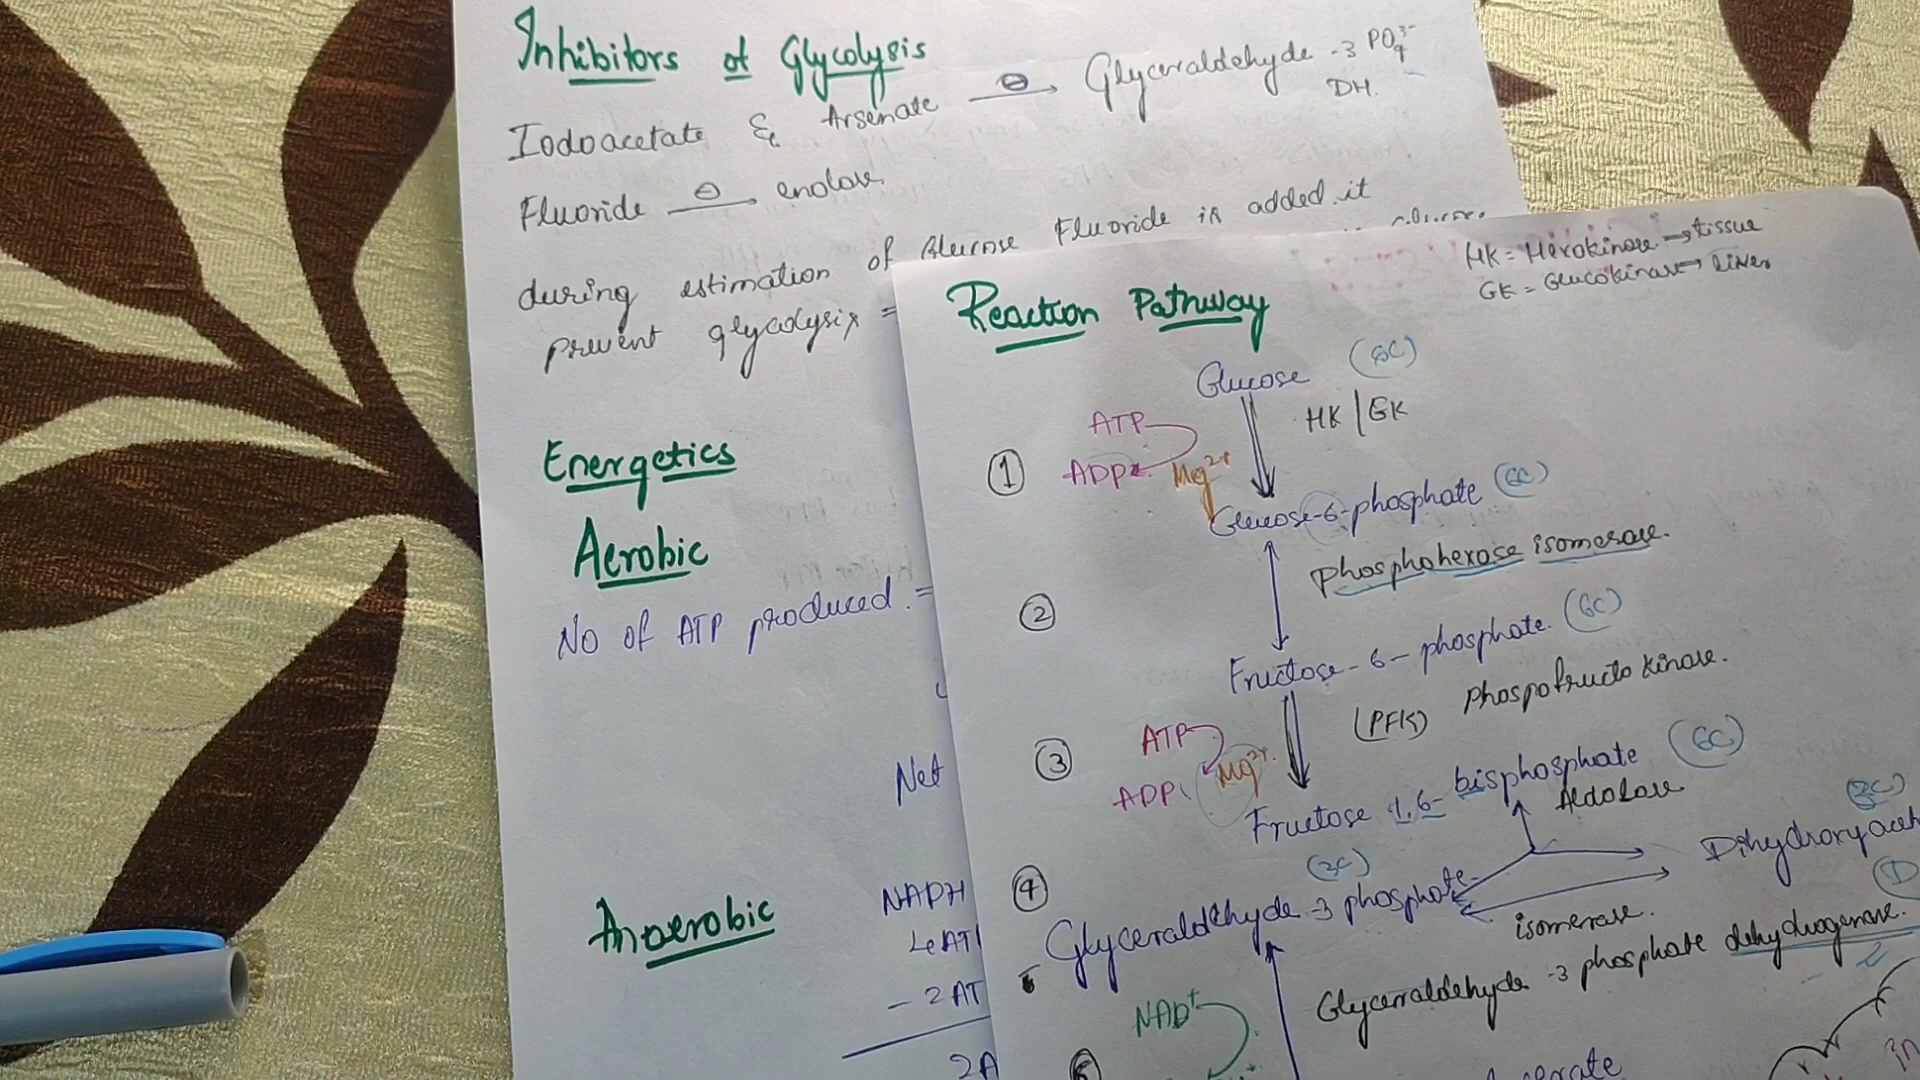 Inhibitors of Glycolysis
Iodoacetate & Arsenate ⊖→ Glyceraldehyde -3 PO₄³⁻
DH.
Fluoride ⊖→ enolase.
during estimation of Glucose Fluoride is added it
prevent glycolysis =
Energetics
Aerobic
No of ATP produced. =
Net
Anaerobic
NADH
- 2 AT
2A
HK = Hexokinase → tissue
GK = Glucokinase → liver
Reaction Pathway
Glucose (6C)
ATP HK | GK
① ADP Mg²⁺
Glucose-6-phosphate (6C)
phosphohexose isomerase.
②
Fructose-6-phosphate. (6C)
ATP (PFK) Phospofructo kinase.
③ ADP Mg²⁺
Fructose 1,6-bisphosphate (6C)
Aldolase
(3C) (3C)
④ Glyceraldehyde-3 phosphate Dihydroxyacet
isomerase.
Glyceraldehyde-3 phosphate dehydrogenase.
NAD⁺